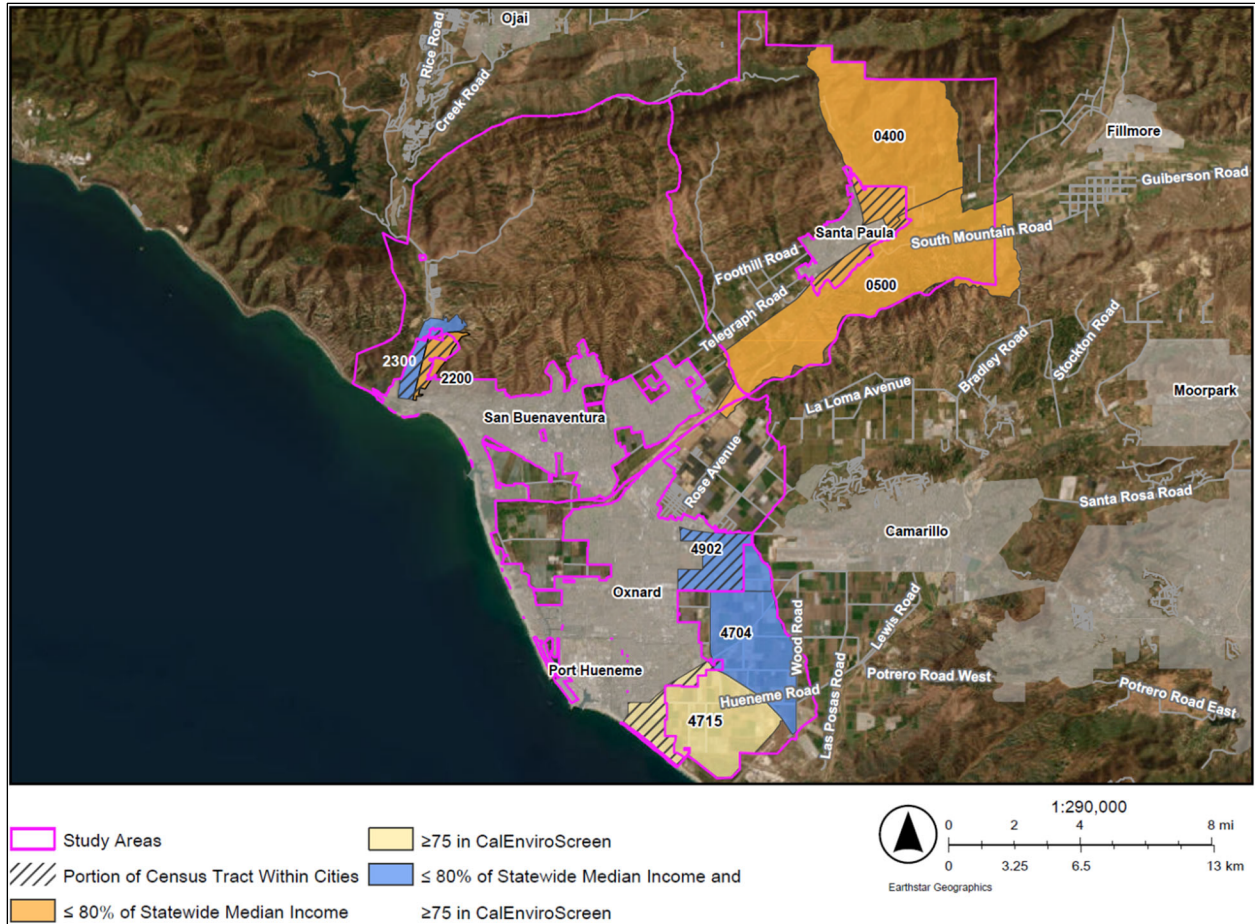 Ojai
Rice Road
Creek Road
0400
Fillmore
Guiberson Road
Santa Paula
South Mountain Road
Foothill Road
0500
Telegraph Road
Bradley Road
Stockton Road
2300
2200
La Loma Avenue
Moorpark
San Buenaventura
Rose Avenue
Santa Rosa Road
Camarillo
4902
Oxnard
Lewis Road
Wood Road
4704
Port Hueneme
Potrero Road West
Hueneme Road
Las Posas Road
Potrero Road East
4715
Study Areas
Portion of Census Tract Within Cities
≤ 80% of Statewide Median Income
≥75 in CalEnviroScreen
≤ 80% of Statewide Median Income and
≥75 in CalEnviroScreen
1:290,000
0 2 4 8 mi
0 3.25 6.5 13 km
Earthstar Geographics